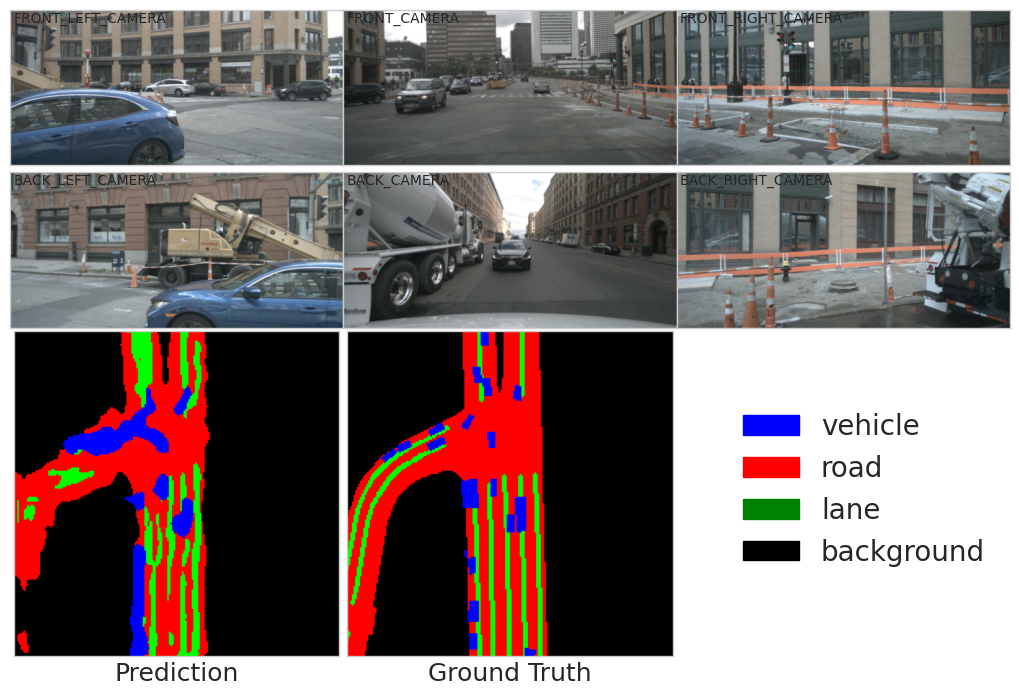 FRONT_LEFT_CAMERA
FRONT_CAMERA
FRONT_RIGHT_CAMERA
BACK_LEFT_CAMERA
BACK_CAMERA
BACK_RIGHT_CAMERA
vehicle
road
lane
background
Prediction
Ground Truth